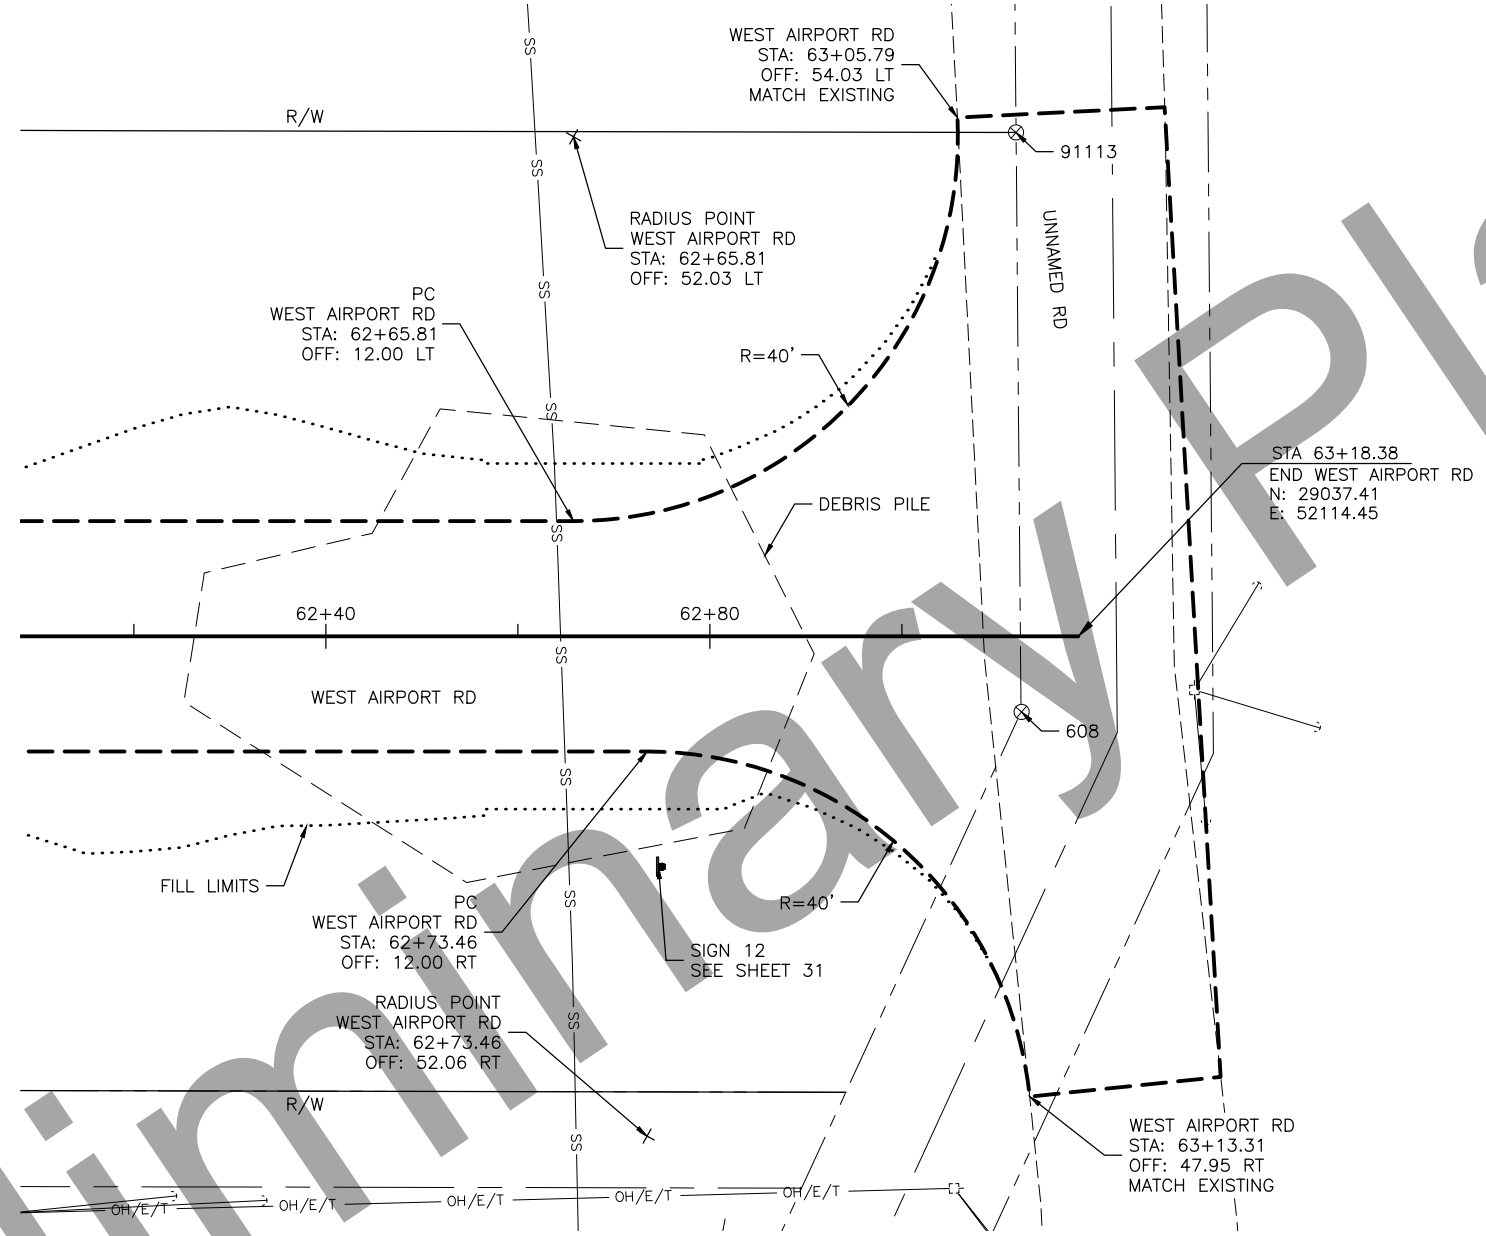 WEST AIRPORT RD
STA: 63+05.79
OFF: 54.03 LT
MATCH EXISTING
R/W
91113
RADIUS POINT
WEST AIRPORT RD
STA: 62+65.81
OFF: 52.03 LT
UNNAMED RD
PC
WEST AIRPORT RD
STA: 62+65.81
OFF: 12.00 LT
R=40'
STA 63+18.38
END WEST AIRPORT RD
N: 29037.41
E: 52114.45
DEBRIS PILE
62+40
62+80
WEST AIRPORT RD
608
FILL LIMITS
PC
WEST AIRPORT RD
STA: 62+73.46
OFF: 12.00 RT
R=40'
SIGN 12
SEE SHEET 31
RADIUS POINT
WEST AIRPORT RD
STA: 62+73.46
OFF: 52.06 RT
R/W
WEST AIRPORT RD
STA: 63+13.31
OFF: 47.95 RT
MATCH EXISTING
OH/E/T
OH/E/T
OH/E/T
OH/E/T
OH/E/T
SS
SS
SS
SS
SS
SS
SS
SS
SS
SS